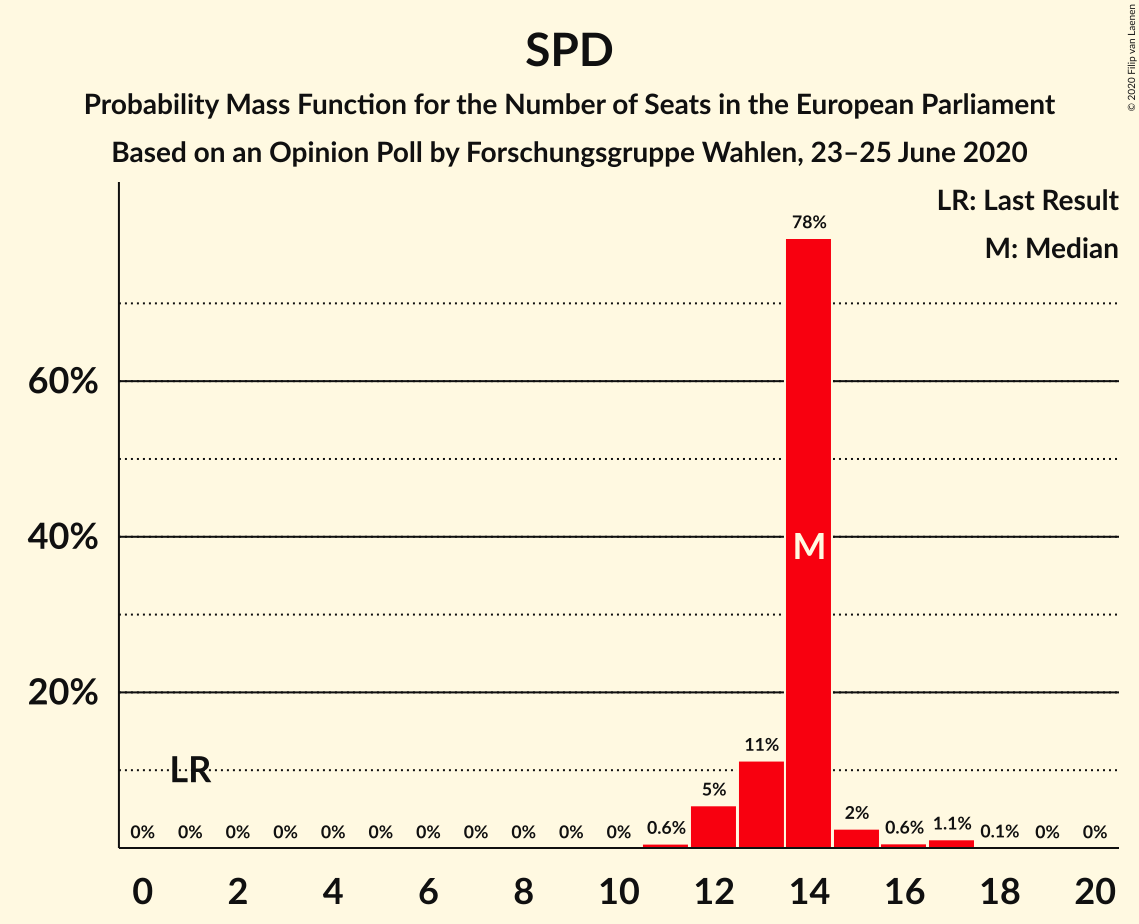 SPD
Probability Mass Function for the Number of Seats in the European Parliament
Based on an Opinion Poll by Forschungsgruppe Wahlen, 23–25 June 2020
© 2020 Filip van Laenen
LR: Last Result
M: Median
78%
60%
40%
M
20%
11%
LR
5%
0% 0% 0% 0% 0% 0% 0% 0% 0% 0% 0% 0.6% 2% 0.6% 1.1% 0.1% 0% 0%
0 2 4 6 8 10 12 14 16 18 20